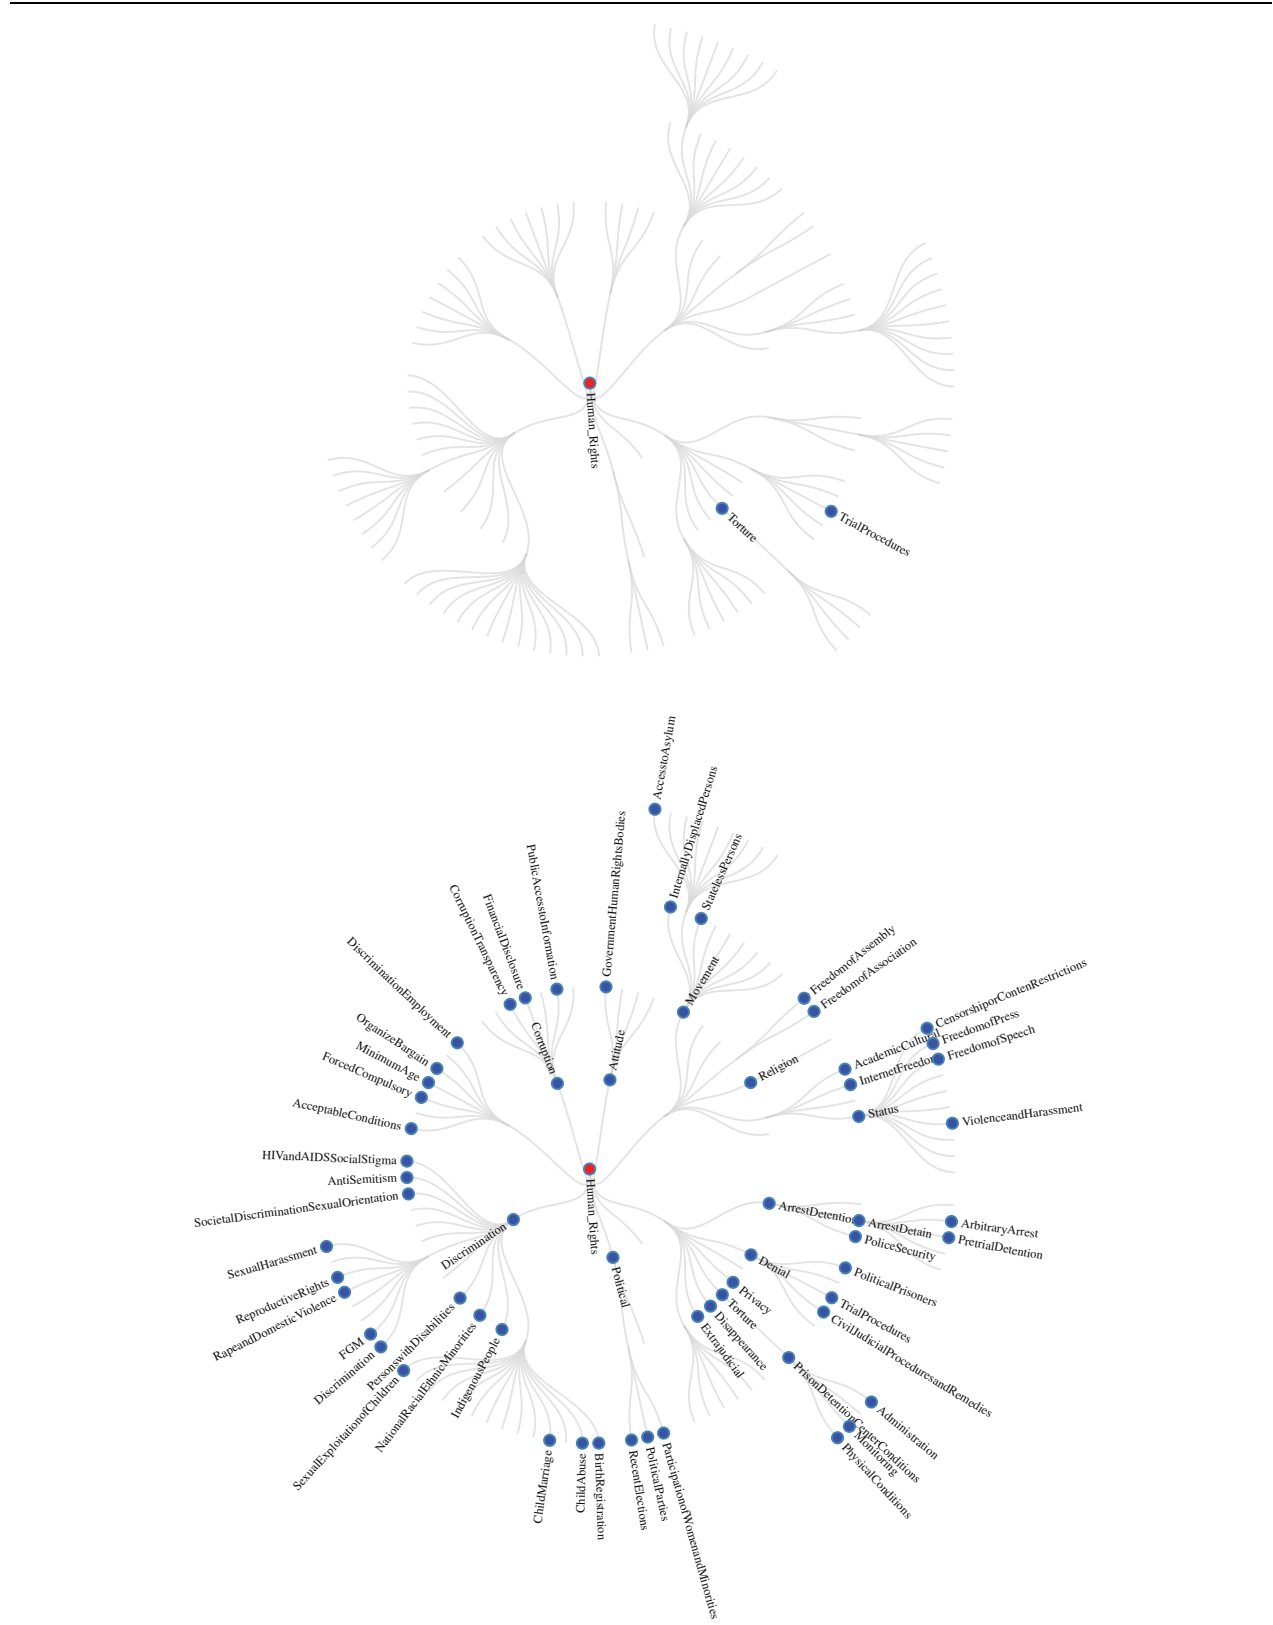 Human_Rights
Torture
TrialProcedures
AccesstoAsylum
InternallyDisplacedPersons
StatelessPersons
GovernmentHumanRightsBodies
PublicAccesstoInformation
FinancialDisclosure
CorruptionTransparency
DiscriminationEmployment
Movement
FreedomofAssembly
FreedomofAssociation
CensorshiporContenRestrictions
FreedomofPress
FreedomofSpeech
AcademicCultural
InternetFreedom
Religion
Status
ViolenceandHarassment
Corruption
Attitude
OrganizeBargain
MinimumAge
ForcedCompulsory
AcceptableConditions
HIVandAIDSSocialStigma
AntiSemitism
SocietalDiscriminationSexualOrientation
Human_Rights
Discrimination
Political
SexualHarassment
ReproductiveRights
RapeandDomesticViolence
FGM
Discrimination
PersonswithDisabilities
SexualExploitationofChildren
NationalRacialEthnicMinorities
IndigenousPeople
ArrestDetention
ArrestDetain
ArbitraryArrest
PretrialDetention
PoliceSecurity
Denial
PoliticalPrisoners
TrialProcedures
CivilJudicialProceduresandRemedies
Privacy
Torture
Disappearance
Extrajudicial
PrisonDetentionCenterConditions
Administration
Monitoring
PhysicalConditions
ChildMarriage
ChildAbuse
BirthRegistration
RecentElections
PoliticalParties
ParticipationofWomenandMinorities